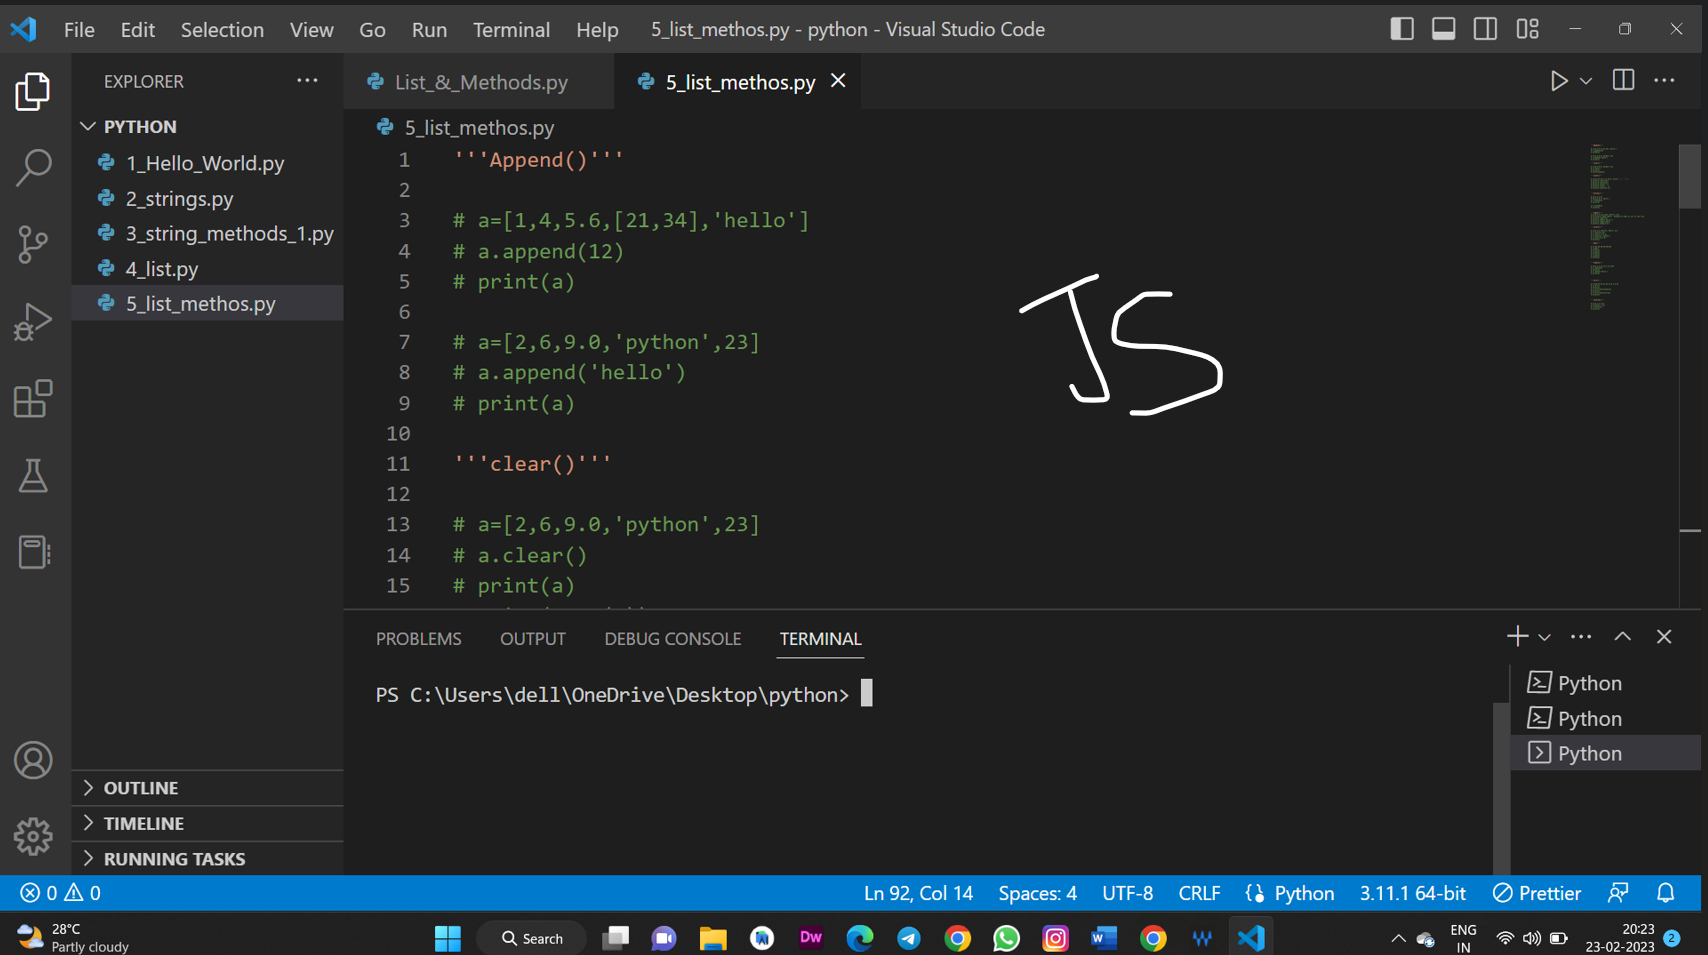 File Edit Selection View Go Run Terminal Help 5_list_methos.py - python - Visual Studio Code
EXPLORER
List_&_Methods.py
5_list_methos.py
PYTHON
1_Hello_World.py
2_strings.py
3_string_methods_1.py
4_list.py
5_list_methos.py
5_list_methos.py
1 '''Append()'''
2
3 # a=[1,4,5.6,[21,34],'hello']
4 # a.append(12)
5 # print(a)
6
7 # a=[2,6,9.0,'python',23]
8 # a.append('hello')
9 # print(a)
10
11 '''clear()'''
12
13 # a=[2,6,9.0,'python',23]
14 # a.clear()
15 # print(a)
JS
PROBLEMS OUTPUT DEBUG CONSOLE TERMINAL
PS C:\Users\dell\OneDrive\Desktop\python>
Python
Python
Python
OUTLINE
TIMELINE
RUNNING TASKS
0 0
Ln 92, Col 14 Spaces: 4 UTF-8 CRLF Python 3.11.1 64-bit Prettier
28°C
Partly cloudy
Search
Dw
ENG
IN
20:23
23-02-2023
2